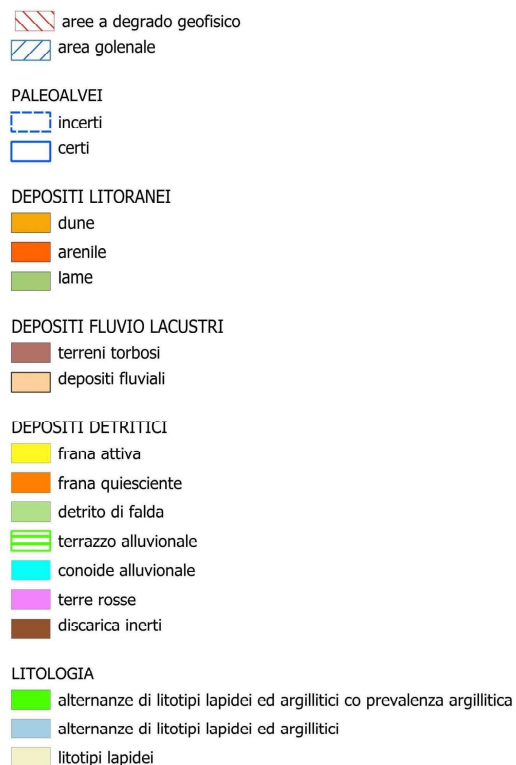 aree a degrado geofisico
area golenale
PALEOALVEI
incerti
certi
DEPOSITI LITORANEI
dune
arenile
lame
DEPOSITI FLUVIO LACUSTRI
terreni torbosi
depositi fluviali
DEPOSITI DETRITICI
frana attiva
frana quiesciente
detrito di falda
terrazzo alluvionale
conoide alluvionale
terre rosse
discarica inerti
LITOLOGIA
alternanze di litotipi lapidei ed argillitici co prevalenza argillitica
alternanze di litotipi lapidei ed argillitici
litotipi lapidei